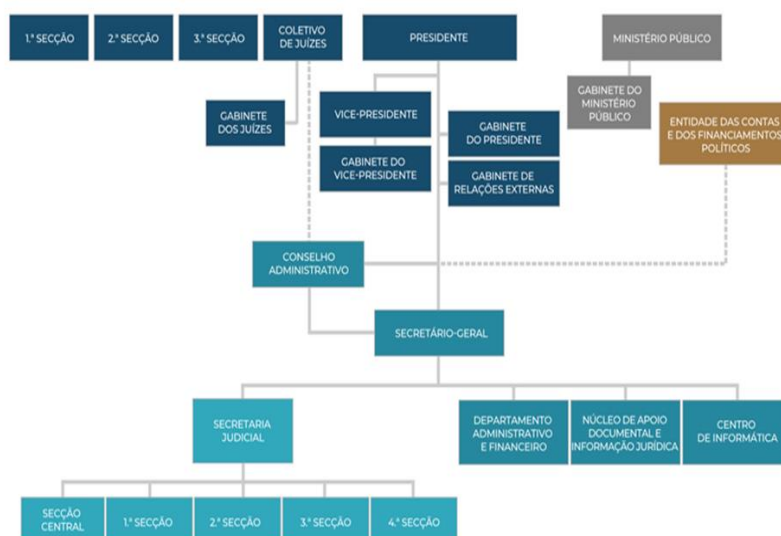 1.ª SECÇÃO
2.ª SECÇÃO
3.ª SECÇÃO
COLETIVO
DE JUÍZES
PRESIDENTE
MINISTÉRIO PÚBLICO
GABINETE
DOS JUÍZES
VICE-PRESIDENTE
GABINETE DO
VICE-PRESIDENTE
GABINETE
DO PRESIDENTE
GABINETE DE
RELAÇÕES EXTERNAS
GABINETE DO
MINISTÉRIO
PÚBLICO
ENTIDADE DAS CONTAS
E DOS FINANCIAMENTOS
POLÍTICOS
CONSELHO
ADMINISTRATIVO
SECRETÁRIO-GERAL
SECRETARIA
JUDICIAL
DEPARTAMENTO
ADMINISTRATIVO
E FINANCEIRO
NÚCLEO DE APOIO
DOCUMENTAL E
INFORMAÇÃO JURÍDICA
CENTRO
DE INFORMÁTICA
SECÇÃO
CENTRAL
1.ª SECÇÃO
2.ª SECÇÃO
3.ª SECÇÃO
4.ª SECÇÃO